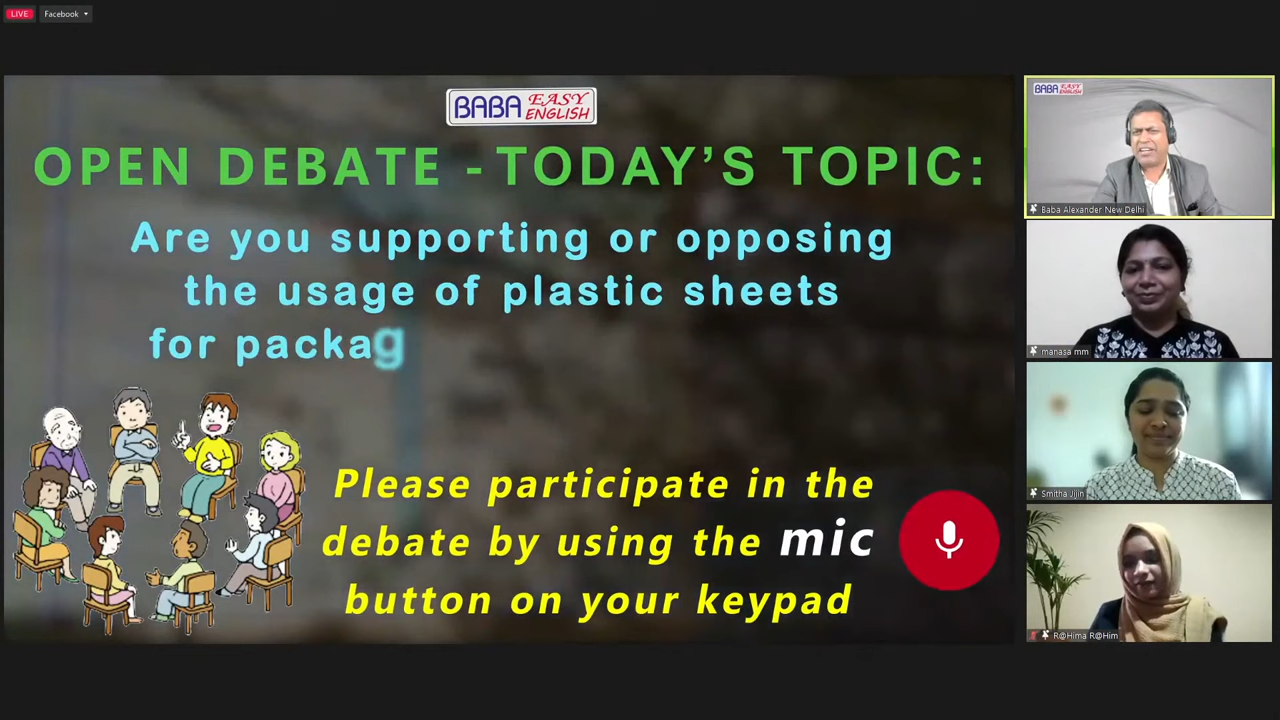 LIVE
Facebook
BABA EASY ENGLISH
OPEN DEBATE - TODAY'S TOPIC:
Are you supporting or opposing
the usage of plastic sheets
for packag
Please participate in the
debate by using the mic
button on your keypad
BABA EASY ENGLISH
Baba Alexander New Delhi
manasa mm
Smitha Jijin
R@Hima R@Him